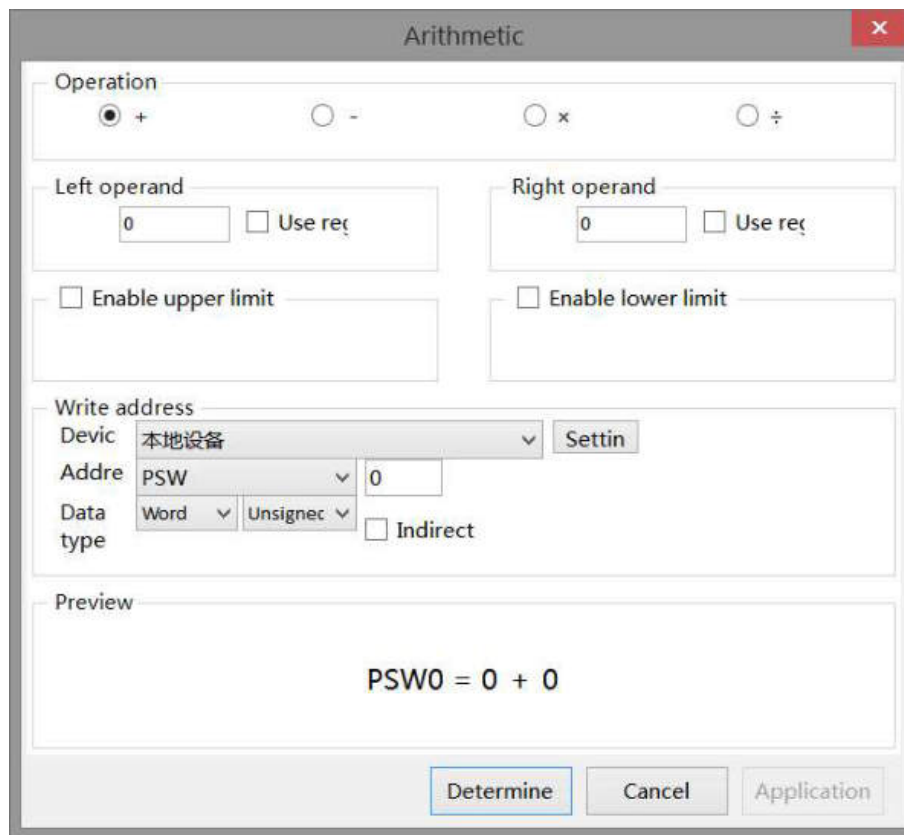 Arithmetic
Operation
+ - × ÷
Left operand Right operand
0 Use reg 0 Use reg
Enable upper limit Enable lower limit
Write address
Devic 本地设备 Settin
Addre PSW 0
Data type Word Unsignec Indirect
Preview
PSW0 = 0 + 0
Determine Cancel Application